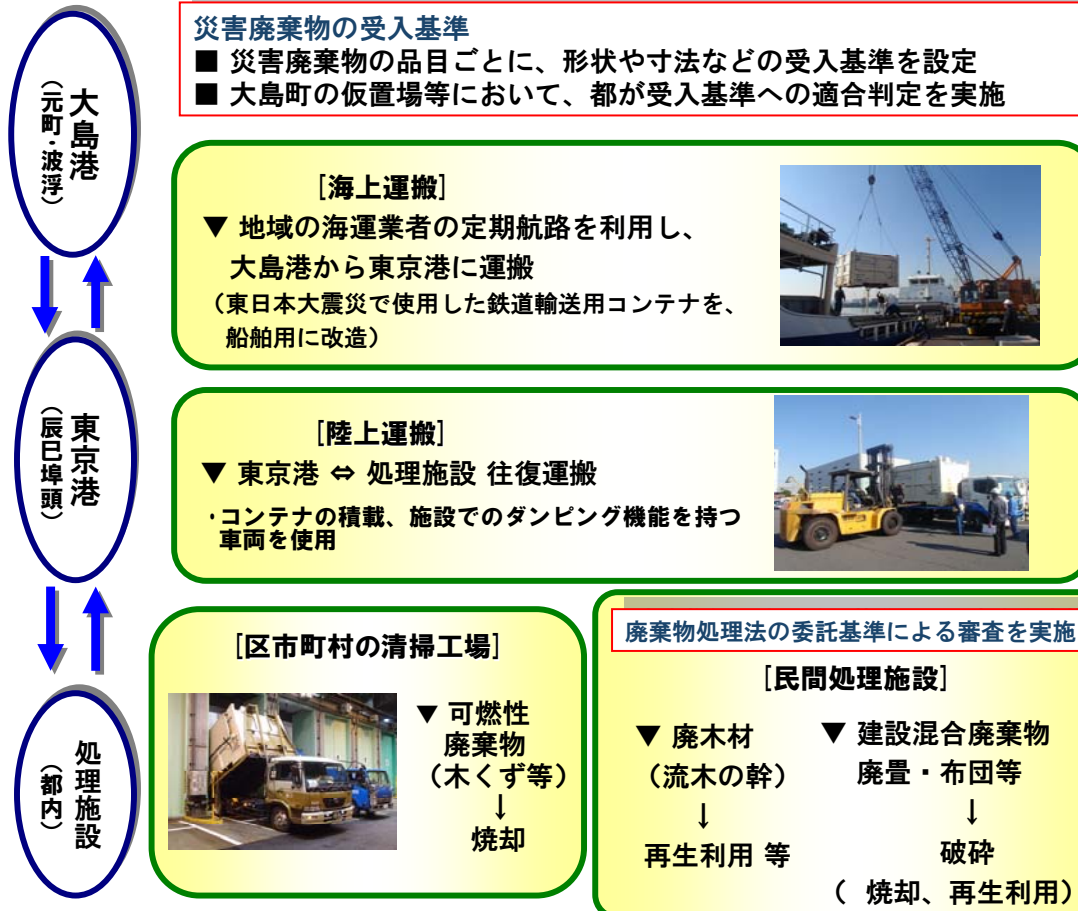 災害廃棄物の受入基準
■ 災害廃棄物の品目ごとに、形状や寸法などの受入基準を設定
■ 大島町の仮置場等において、都が受入基準への適合判定を実施
大島港
（元町・波浮）
[海上運搬]
▼ 地域の海運業者の定期航路を利用し、
大島港から東京港に運搬
（東日本大震災で使用した鉄道輸送用コンテナを、
船舶用に改造）
東京港
（辰巳埠頭）
[陸上運搬]
▼ 東京港 ⇔ 処理施設 往復運搬
・コンテナの積載、施設でのダンピング機能を持つ
車両を使用
処理施設
（都内）
[区市町村の清掃工場]
▼ 可燃性
廃棄物
（木くず等）
↓
焼却
廃棄物処理法の委託基準による審査を実施
[民間処理施設]
▼ 廃木材
（流木の幹）
↓
再生利用 等
▼ 建設混合廃棄物
廃畳・布団等
↓
破砕
（ 焼却、再生利用）